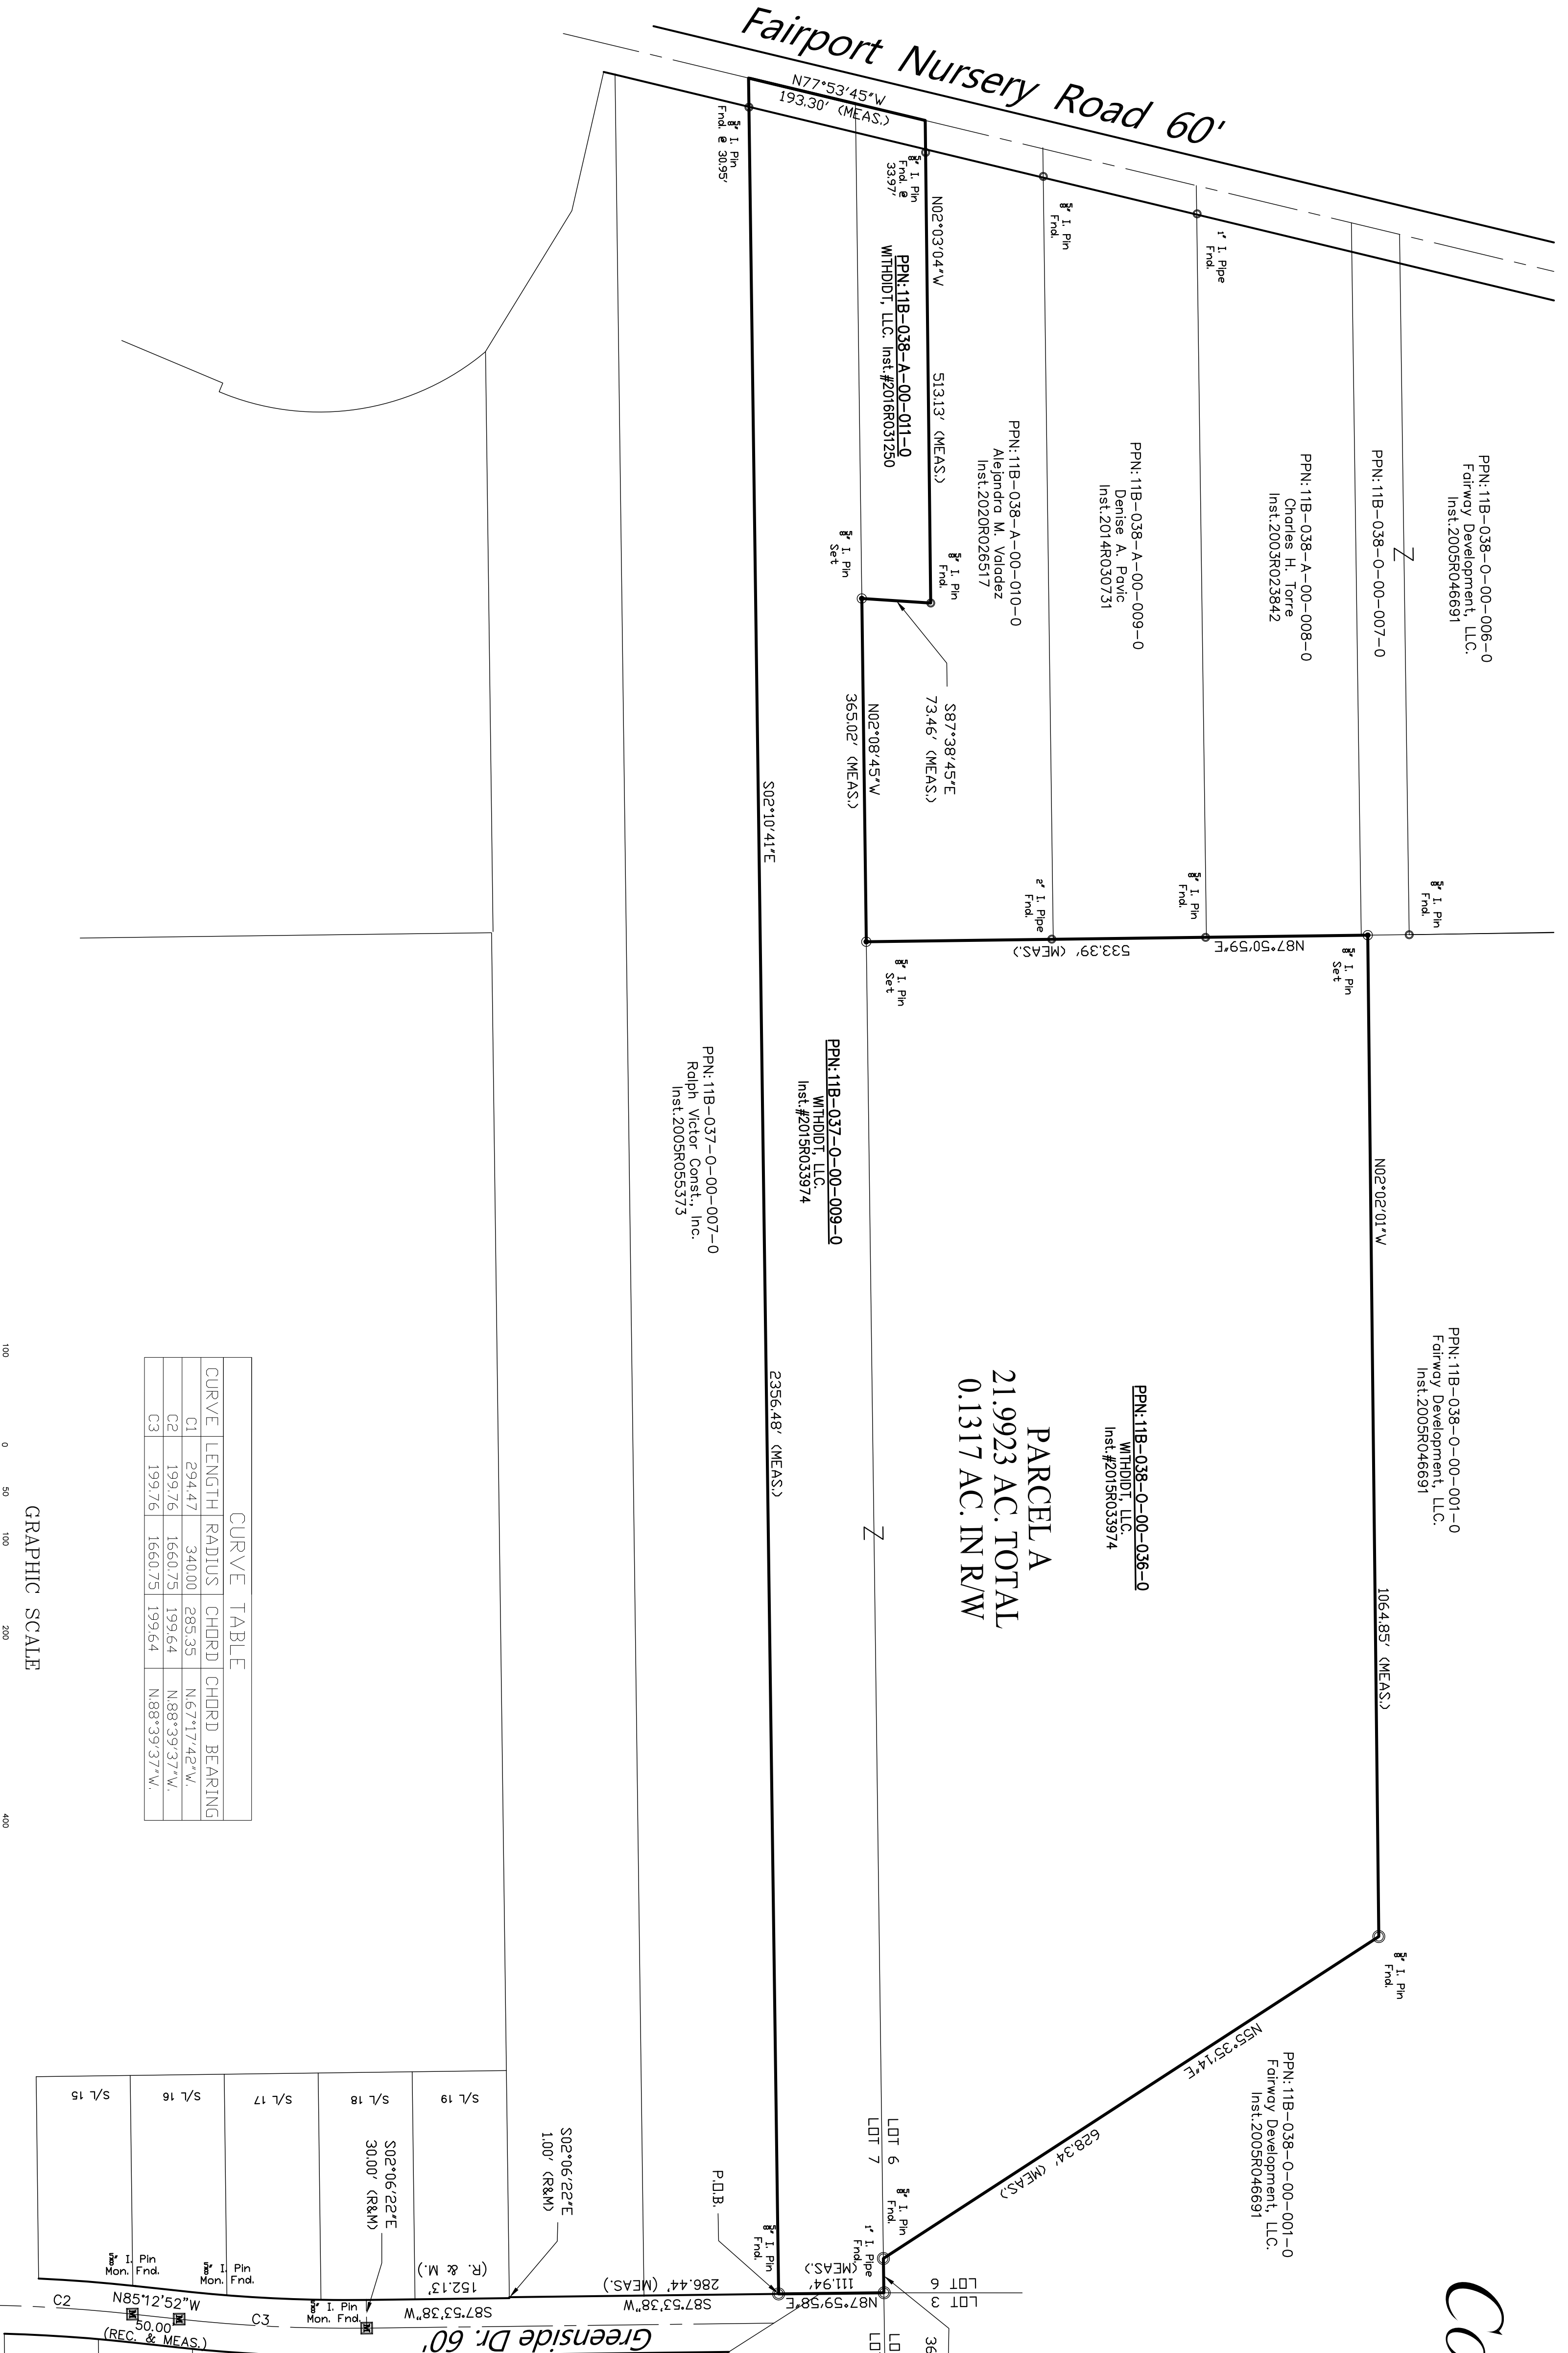 Fairport Nursery Road 60'
N77°53'45"W
193.30' (MEAS.)
5/8" I. Pin
Fnd. @ 30.95'
5/8" I. Pin
Fnd. @
33.97'
N02°03'04"W
513.13' (MEAS.)
PPN:11B-038-A-00-011-0
WITHDIDT, LLC. Inst.#2016R031250
5/8" I. Pin
Fnd.
1" I. Pipe
Fnd.
PPN:11B-038-A-00-010-0
Alejandra M. Valadez
Inst.2020R026517
PPN:11B-038-A-00-009-0
Denise A. Pavic
Inst.2014R030731
PPN:11B-038-A-00-008-0
Charles H. Torre
Inst.2003R023842
PPN:11B-038-0-00-007-0
Z
PPN:11B-038-0-00-006-0
Fairway Development, LLC.
Inst.2005R046691
5/8" I. Pin
Set
5/8" I. Pin
Fnd.
S87°38'45"E
73.46' (MEAS.)
N02°08'45"W
365.02' (MEAS.)
S02°10'41"E
2356.48' (MEAS.)
2" I. Pipe
Fnd.
5/8" I. Pin
Fnd.
5/8" I. Pin
Fnd.
N87°50'59"E
533.39' (MEAS.)
5/8" I. Pin
Set
5/8" I. Pin
Set
PPN:11B-037-0-00-007-0
Ralph Victor Const., Inc.
Inst.2005R055373
PPN:11B-037-0-00-009-0
WITHDIDT, LLC.
Inst.#2015R033974
N02°02'01"W
1064.85' (MEAS.)
PPN:11B-038-0-00-001-0
Fairway Development, LLC.
Inst.2005R046691
PPN:11B-038-0-00-036-0
WITHDIDT, LLC.
Inst.#2015R033974
PARCEL A
21.9923 AC. TOTAL
0.1317 AC. IN R/W
Z
CURVE TABLE
CURVE LENGTH RADIUS CHORD CHORD BEARING
C1 294.47 340.00 285.35 N.67°17'42"W.
C2 199.76 1660.75 199.64 N.88°39'37"W.
C3 199.76 1660.75 199.64 N.88°39'37"W.
100 0 50 100 200 400
GRAPHIC SCALE
5/8" I. Pin
Fnd.
N55°35'14"E
628.34' (MEAS.)
PPN:11B-038-0-00-001-0
Fairway Development, LLC.
Inst.2005R046691
LOT 6
LOT 7
5/8" I. Pin
Fnd.
1" I. Pipe
Fnd.
5/8" I. Pin
Fnd.
P.O.B.
S/L 15
S/L 16
S/L 17
S/L 18
S/L 19
S02°06'22"E
30.00' (R&M)
S02°06'22"E
1.00' (R&M)
5/8" I. Pin
Mon. Fnd.
5/8" I. Pin
Mon. Fnd.
5/8" I. Pin
Mon. Fnd.
152.13'
(R. & M.)
S87°53'38"W
286.44' (MEAS.)
S87°53'38"W
111.94'
(MEAS.)
N87°59'58"E
LOT 6
LOT 3
C2
N85°12'52"W
50.00'
(REC. & MEAS.)
C3
Greenside Dr. 60'
LO
LO
36
Co